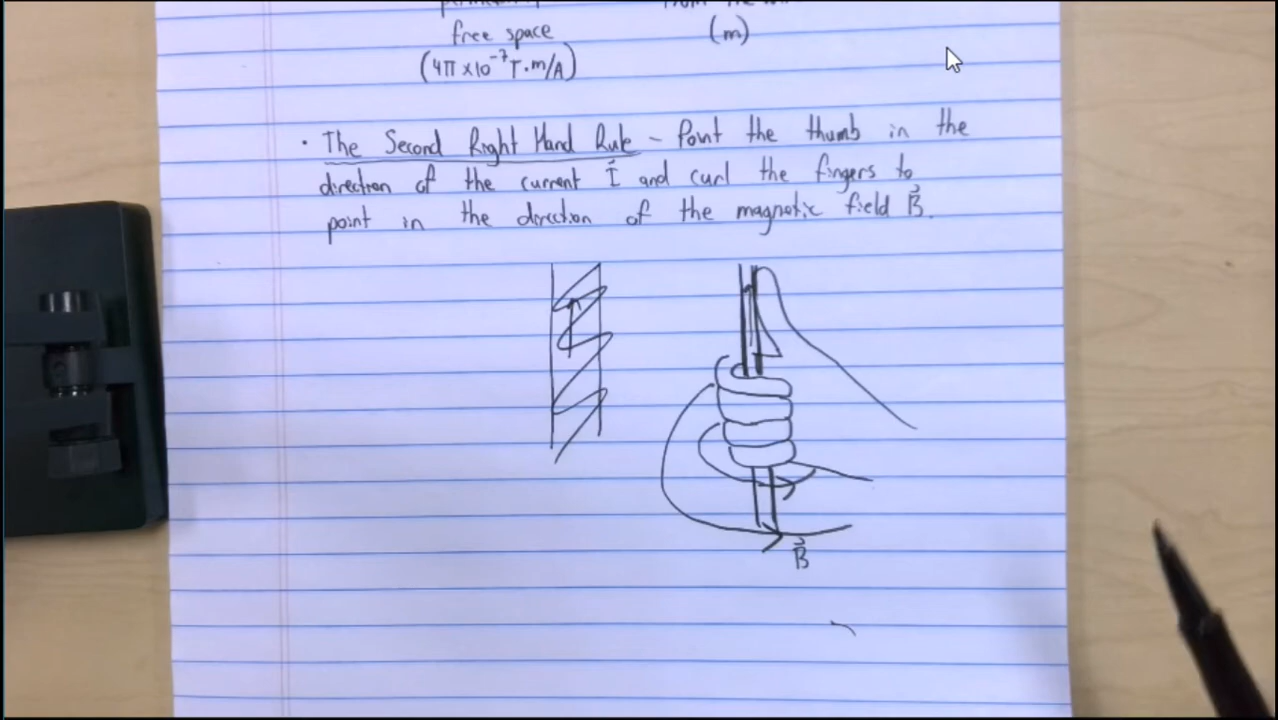 free space
(m)
(4π×10⁻⁷ T·m/A)
· The Second Right Hand Rule - Point the thumb in the
direction of the current I⃗ and curl the fingers to
point in the direction of the magnetic field B⃗.
B⃗